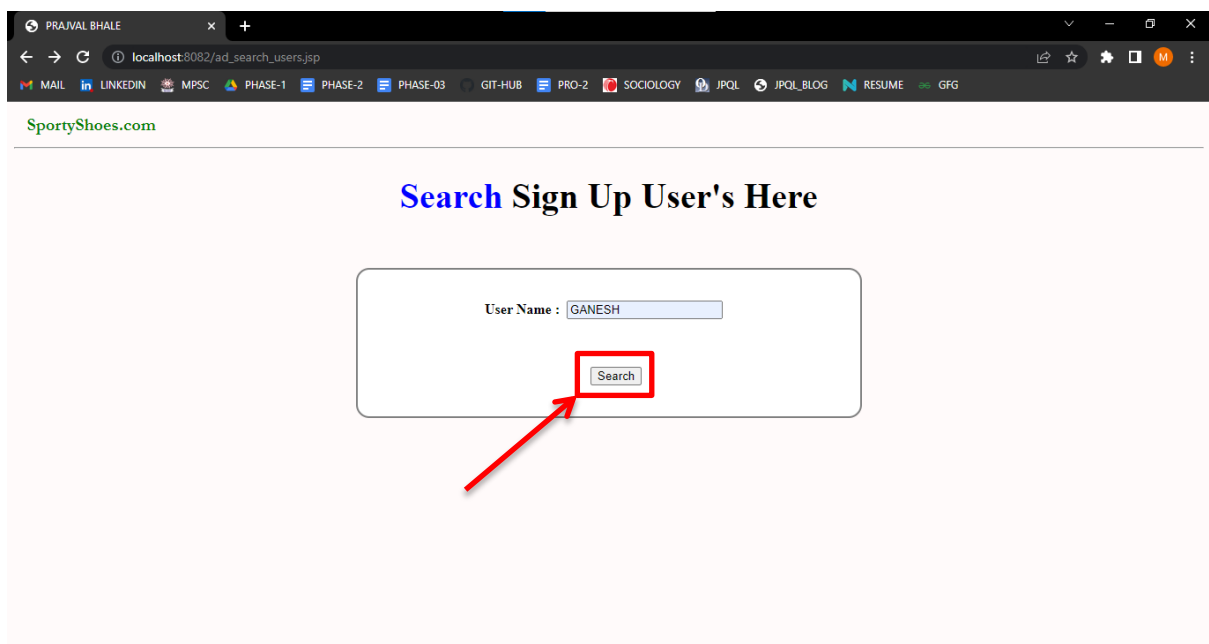 PRAJVAL BHALE
localhost:8082/ad_search_users.jsp
M
MAIL LINKEDIN MPSC PHASE-1 PHASE-2 PHASE-03 GIT-HUB PRO-2 SOCIOLOGY JPQL JPQL_BLOG RESUME GFG
SportyShoes.com
Search Sign Up User's Here
User Name : GANESH
Search